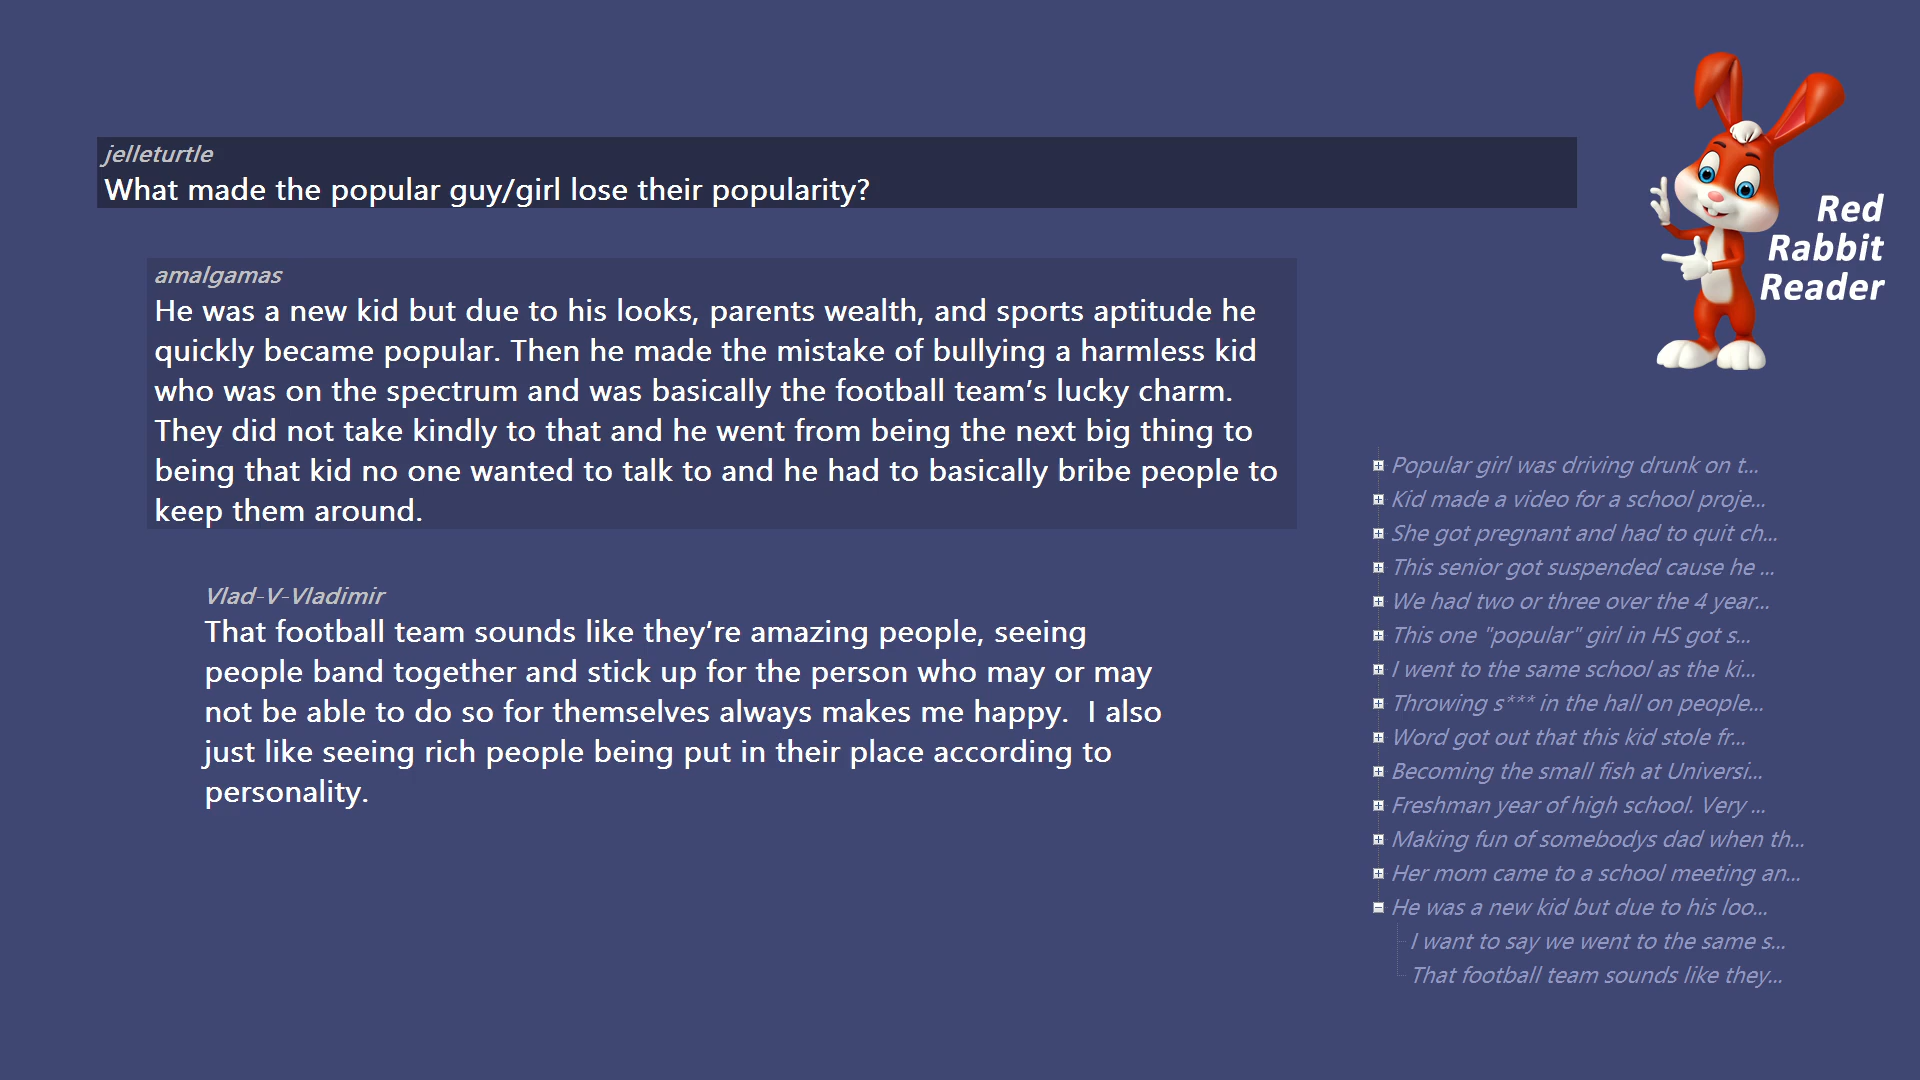 jelleturtle
What made the popular guy/girl lose their popularity?
amalgamas
He was a new kid but due to his looks, parents wealth, and sports aptitude he
quickly became popular. Then he made the mistake of bullying a harmless kid
who was on the spectrum and was basically the football team’s lucky charm.
They did not take kindly to that and he went from being the next big thing to
being that kid no one wanted to talk to and he had to basically bribe people to
keep them around.
Vlad-V-Vladimir
That football team sounds like they’re amazing people, seeing
people band together and stick up for the person who may or may
not be able to do so for themselves always makes me happy.  I also
just like seeing rich people being put in their place according to
personality.
Red
Rabbit
Reader
Popular girl was driving drunk on t...
Kid made a video for a school proje...
She got pregnant and had to quit ch...
This senior got suspended cause he ...
We had two or three over the 4 year...
This one "popular" girl in HS got s...
I went to the same school as the ki...
Throwing s*** in the hall on people...
Word got out that this kid stole fr...
Becoming the small fish at Universi...
Freshman year of high school. Very ...
Making fun of somebodys dad when th...
Her mom came to a school meeting an...
He was a new kid but due to his loo...
I want to say we went to the same s...
That football team sounds like they...